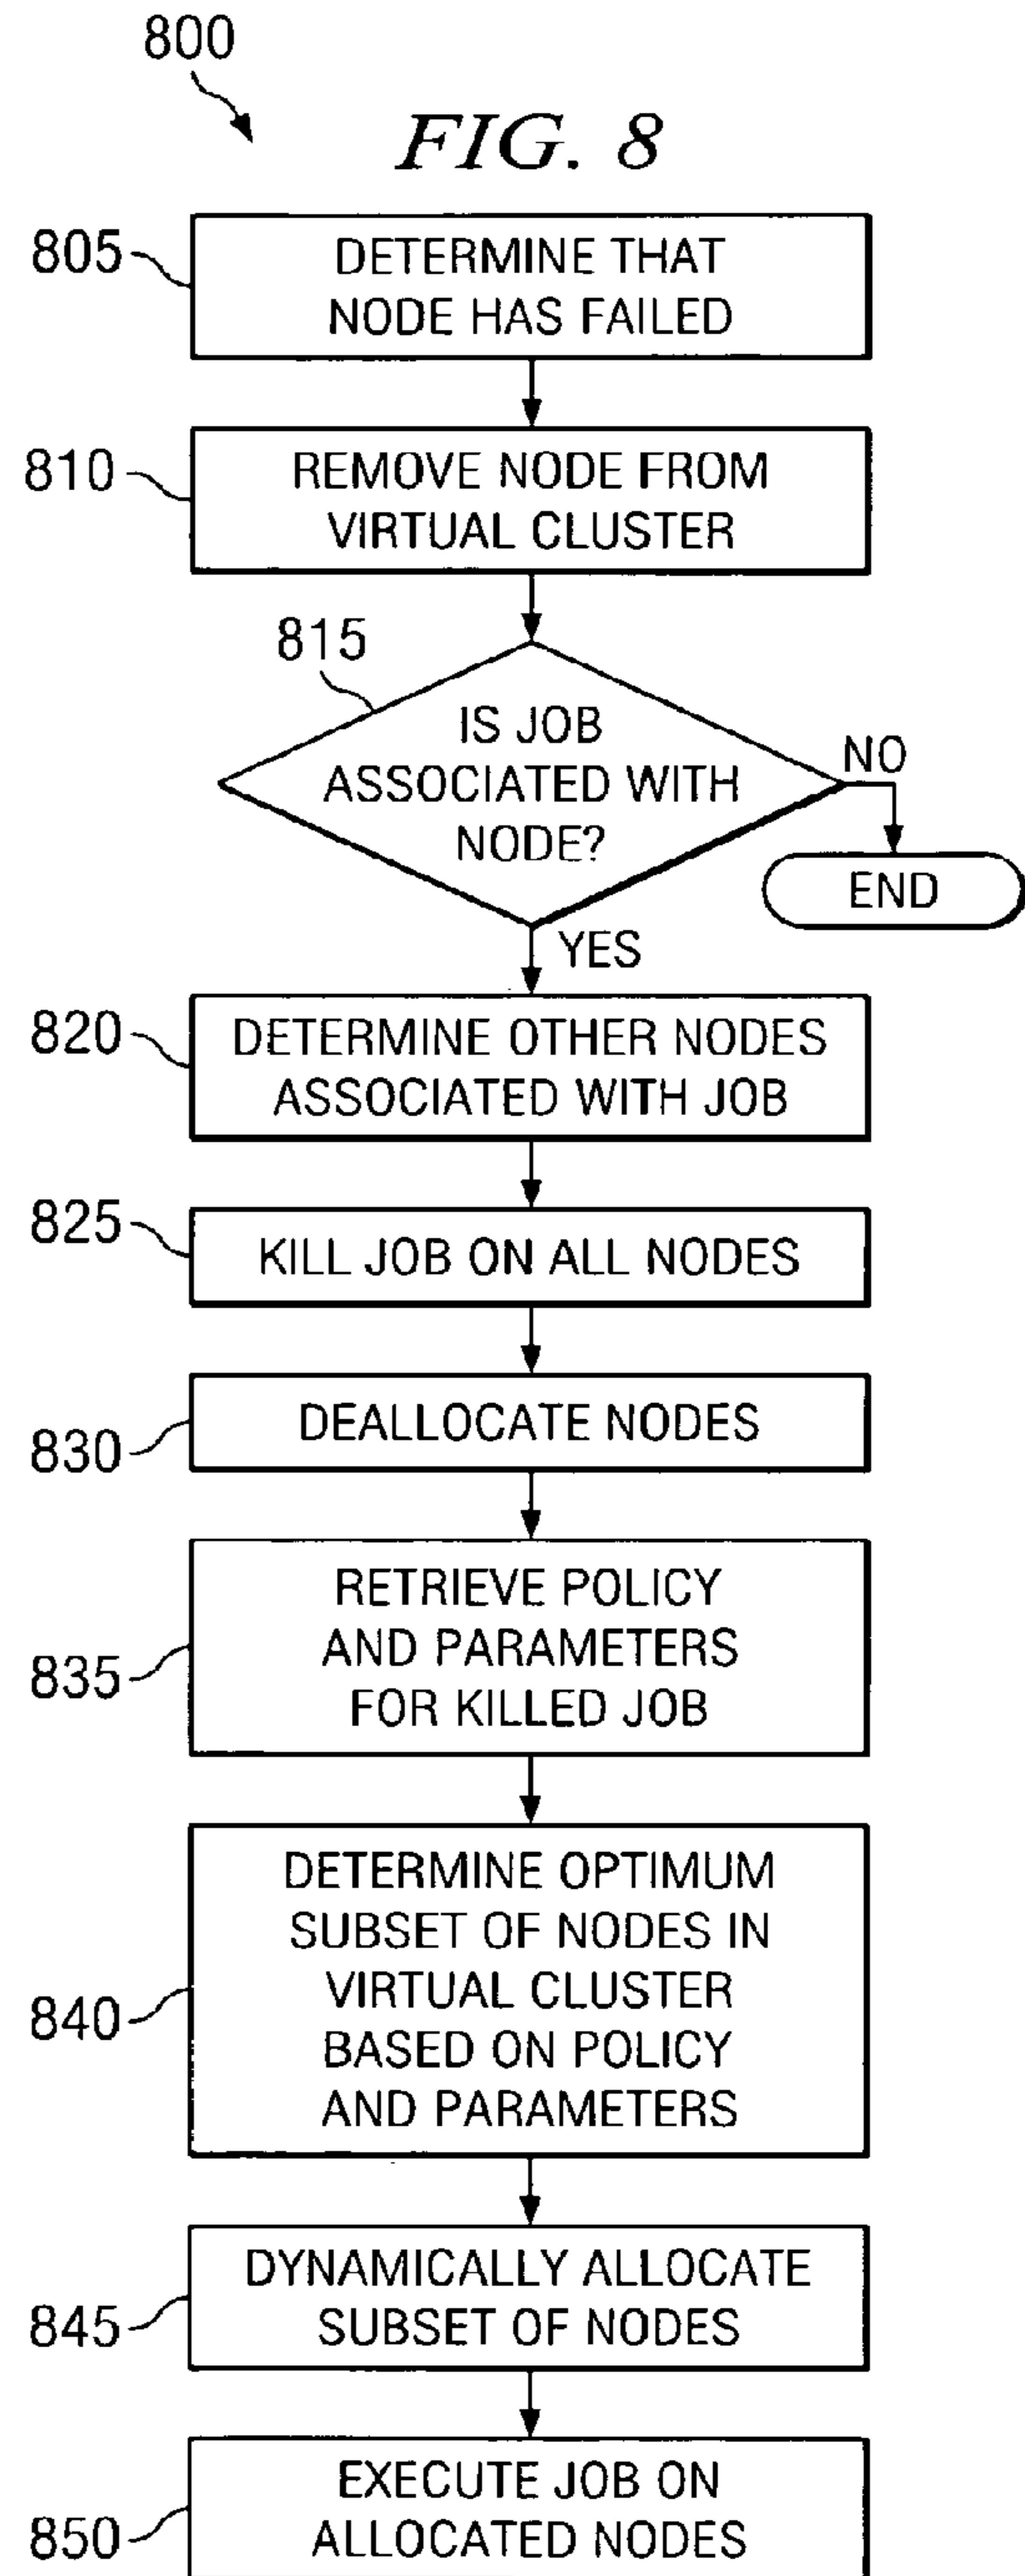 800
FIG. 8
805
DETERMINE THAT
NODE HAS FAILED
810
REMOVE NODE FROM
VIRTUAL CLUSTER
815
IS JOB
ASSOCIATED WITH
NODE?
NO
END
YES
820
DETERMINE OTHER NODES
ASSOCIATED WITH JOB
825
KILL JOB ON ALL NODES
830
DEALLOCATE NODES
835
RETRIEVE POLICY
AND PARAMETERS
FOR KILLED JOB
840
DETERMINE OPTIMUM
SUBSET OF NODES IN
VIRTUAL CLUSTER
BASED ON POLICY
AND PARAMETERS
845
DYNAMICALLY ALLOCATE
SUBSET OF NODES
850
EXECUTE JOB ON
ALLOCATED NODES